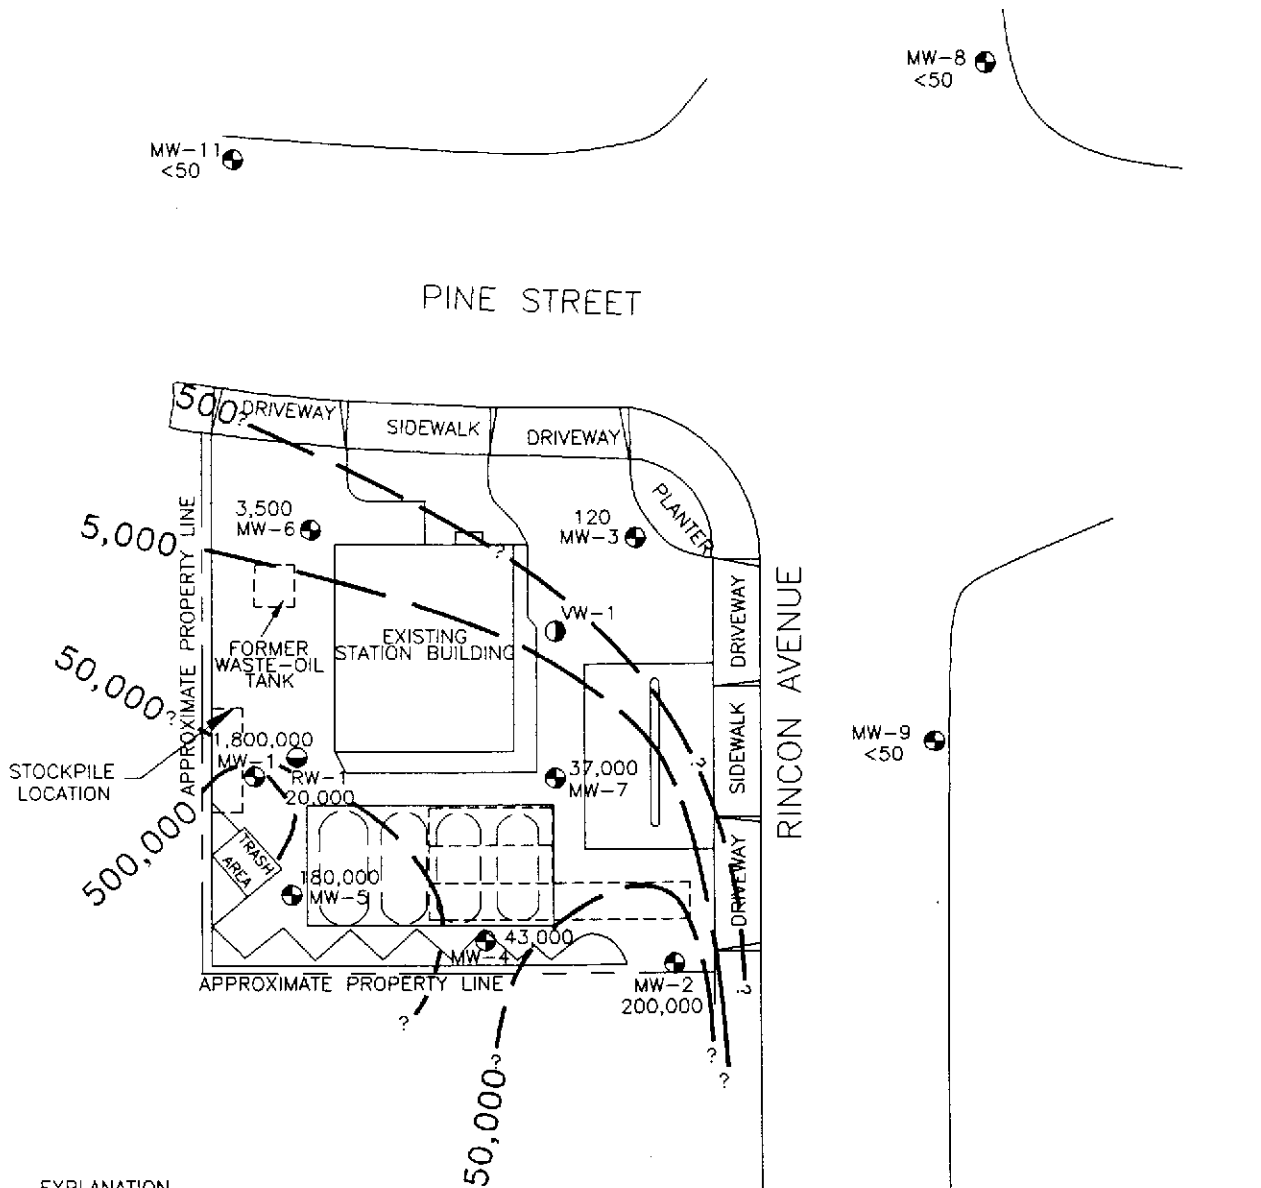 MW-8
<50
MW-11
<50
PINE STREET
500
?
DRIVEWAY
SIDEWALK
DRIVEWAY
PLANTER
3,500
MW-6
120
MW-3
5,000
?
APPROXIMATE PROPERTY LINE
VW-1
DRIVEWAY
RINCON AVENUE
FORMER
WASTE-OIL
TANK
EXISTING
STATION BUILDING
50,000
?
SIDEWALK
MW-9
<50
STOCKPILE
LOCATION
1,800,000
MW-1
RW-1
20,000
37,000
MW-7
?
500,000
TRASH
AREA
180,000
MW-5
DRIVEWAY
43,000
MW-4
APPROXIMATE PROPERTY LINE
MW-2
200,000
?
?
?
?
?
50,000
EXPLANATION